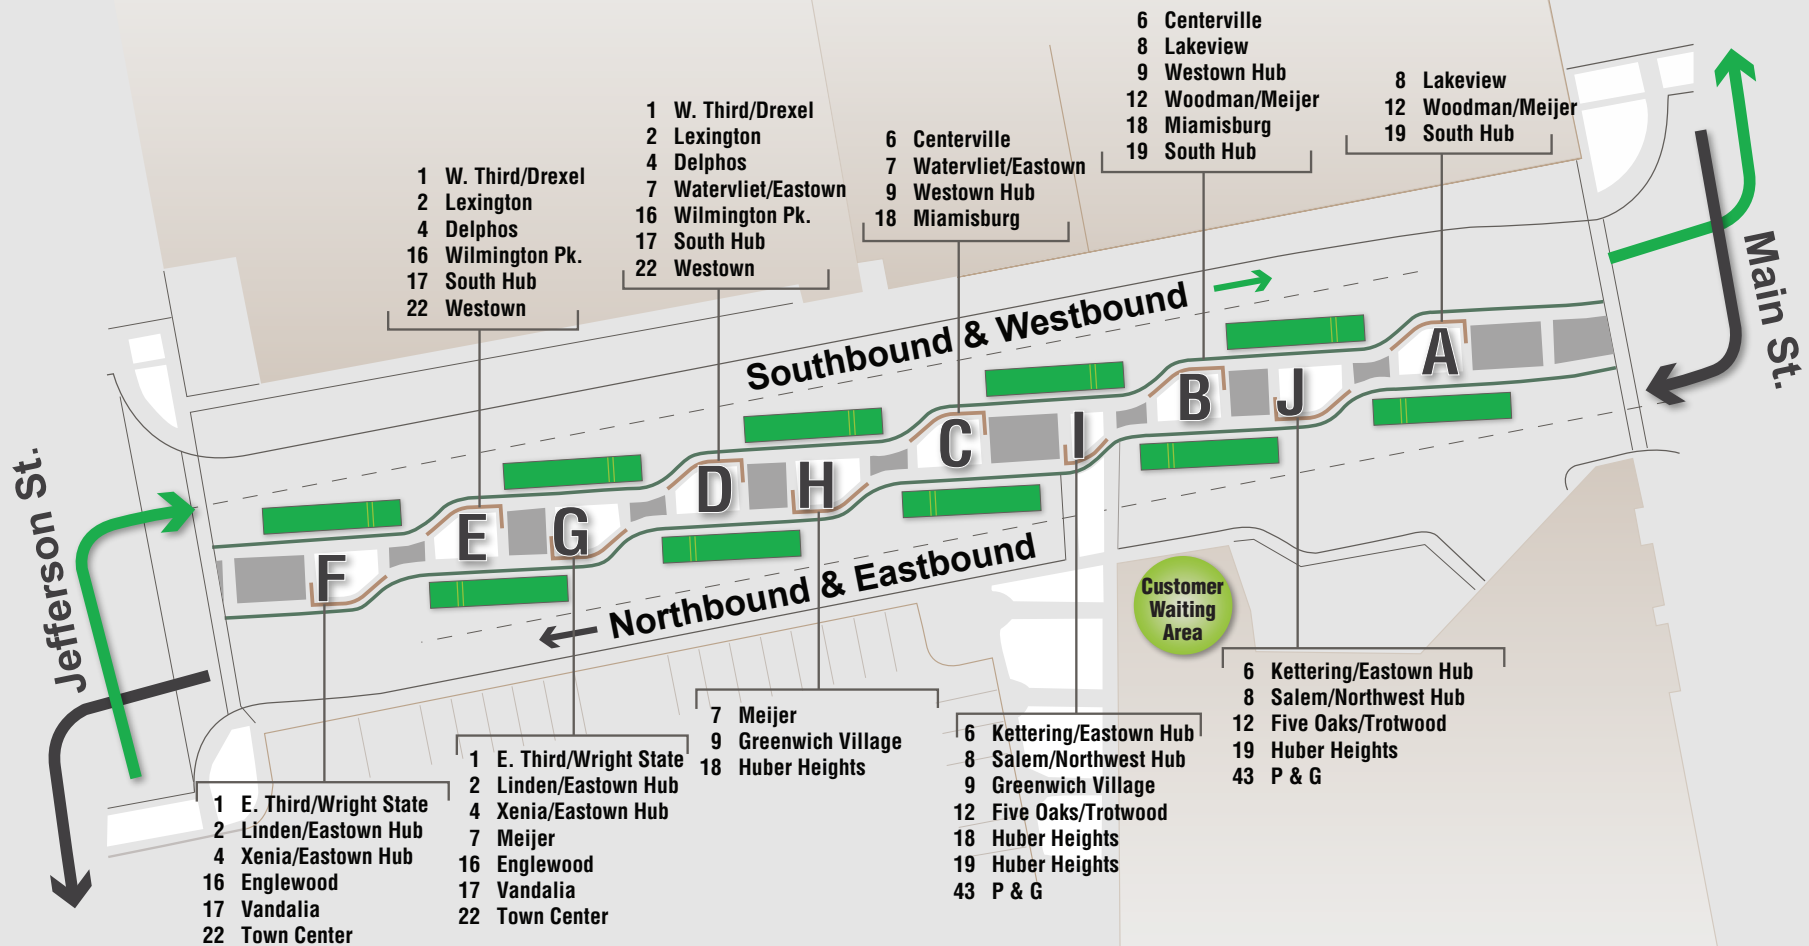 6 Centerville
8 Lakeview
9 Westown Hub
12 Woodman/Meijer
18 Miamisburg
19 South Hub
8 Lakeview
12 Woodman/Meijer
19 South Hub
1 W. Third/Drexel
2 Lexington
4 Delphos
7 Watervliet/Eastown
16 Wilmington Pk.
17 South Hub
22 Westown
6 Centerville
7 Watervliet/Eastown
9 Westown Hub
18 Miamisburg
1 W. Third/Drexel
2 Lexington
4 Delphos
16 Wilmington Pk.
17 South Hub
22 Westown
Main St.
Southbound & Westbound
A
J
B
I
C
H
D
G
E
F
Jefferson St.
Northbound & Eastbound
Customer
Waiting
Area
6 Kettering/Eastown Hub
8 Salem/Northwest Hub
12 Five Oaks/Trotwood
19 Huber Heights
43 P & G
7 Meijer
9 Greenwich Village
18 Huber Heights
6 Kettering/Eastown Hub
8 Salem/Northwest Hub
9 Greenwich Village
12 Five Oaks/Trotwood
18 Huber Heights
19 Huber Heights
43 P & G
1 E. Third/Wright State
2 Linden/Eastown Hub
4 Xenia/Eastown Hub
7 Meijer
16 Englewood
17 Vandalia
22 Town Center
1 E. Third/Wright State
2 Linden/Eastown Hub
4 Xenia/Eastown Hub
16 Englewood
17 Vandalia
22 Town Center